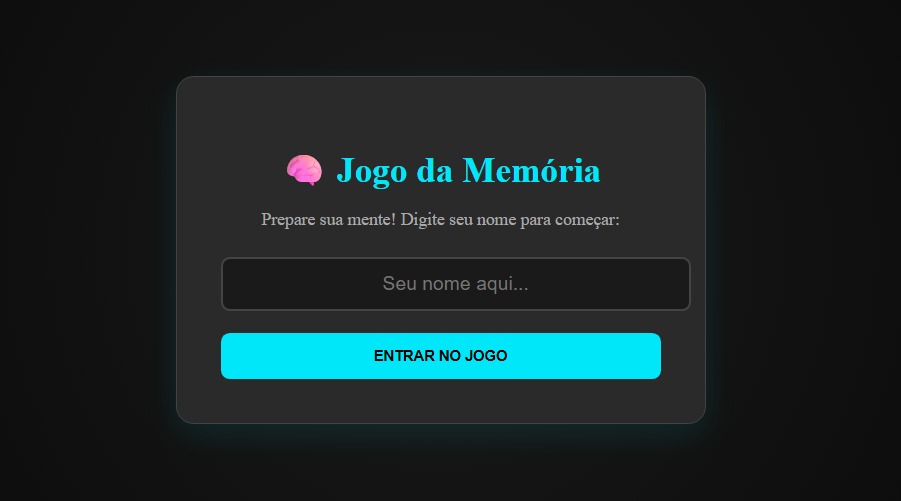 Jogo da Memória
Prepare sua mente! Digite seu nome para começar:
Seu nome aqui...
ENTRAR NO JOGO